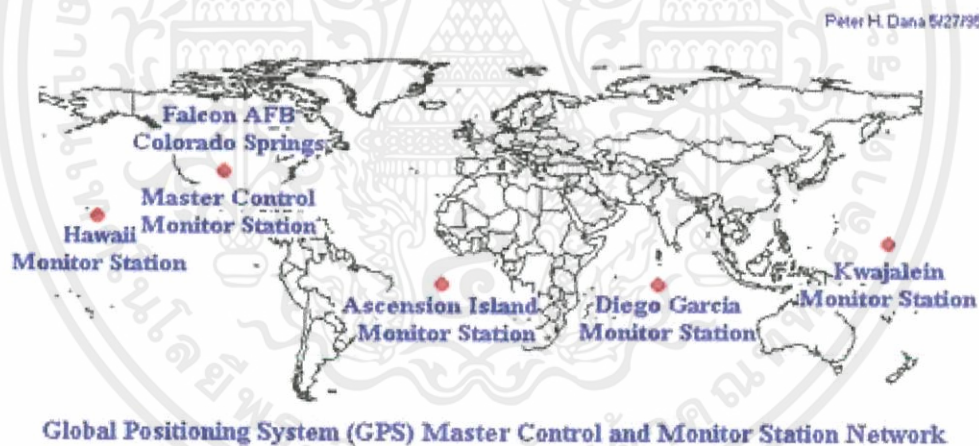 Peter H. Dana 5/27/95
Falcon AFB
Colorado Springs
Master Control
Monitor Station
Hawaii
Monitor Station
Ascension Island
Monitor Station
Diego Garcia
Monitor Station
Kwajalein
Monitor Station
Global Positioning System (GPS) Master Control and Monitor Station Network